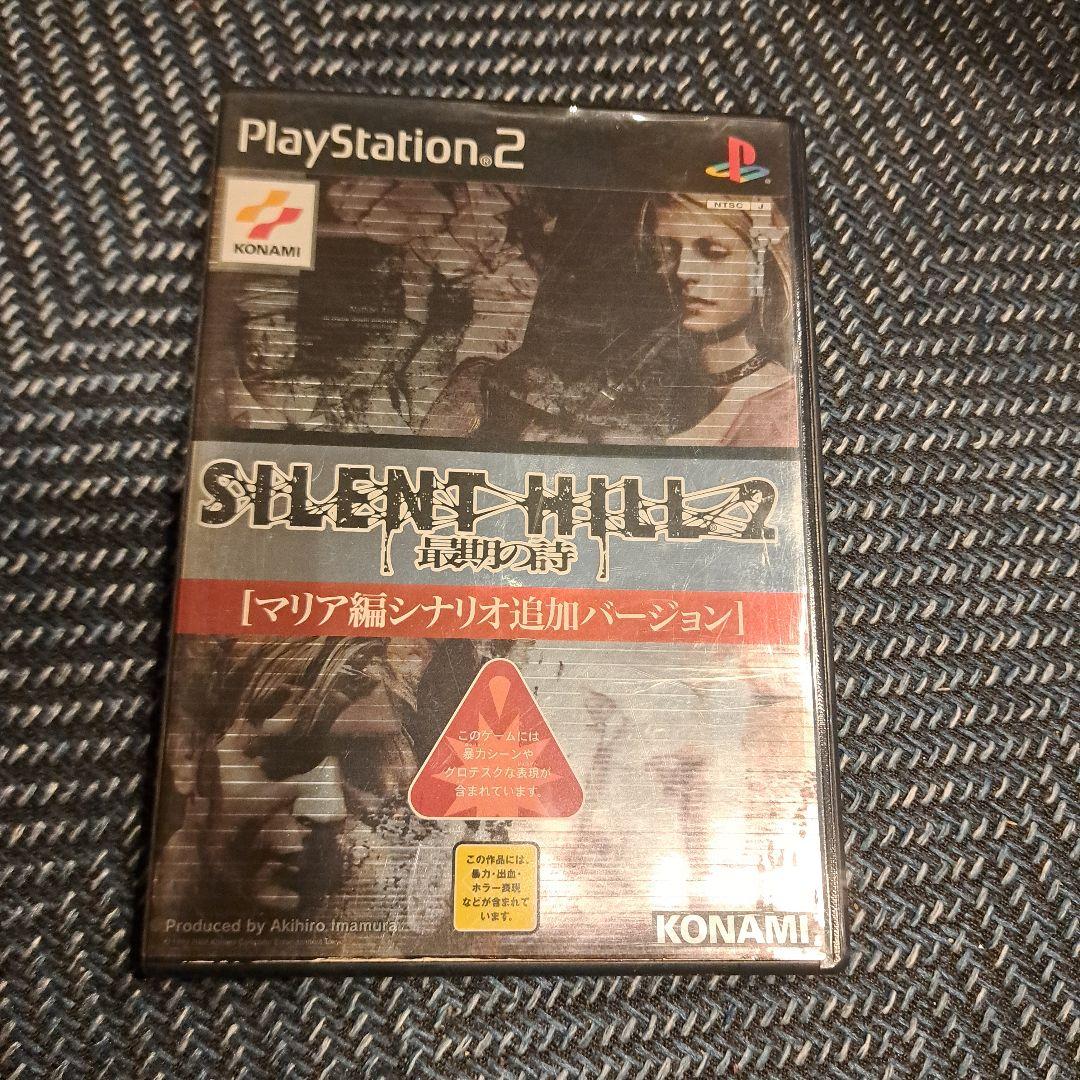 PlayStation®2
NTSC J
KONAMI
SILENT HILL 2
最期の詩
[マリア編シナリオ追加バージョン]
このゲームには
暴力シーンや
グロテスクな表現が
含まれています。
この作品には、
暴力・出血・
ホラー表現
などが含まれて
います。
Produced by Akihiro Imamura
KONAMI